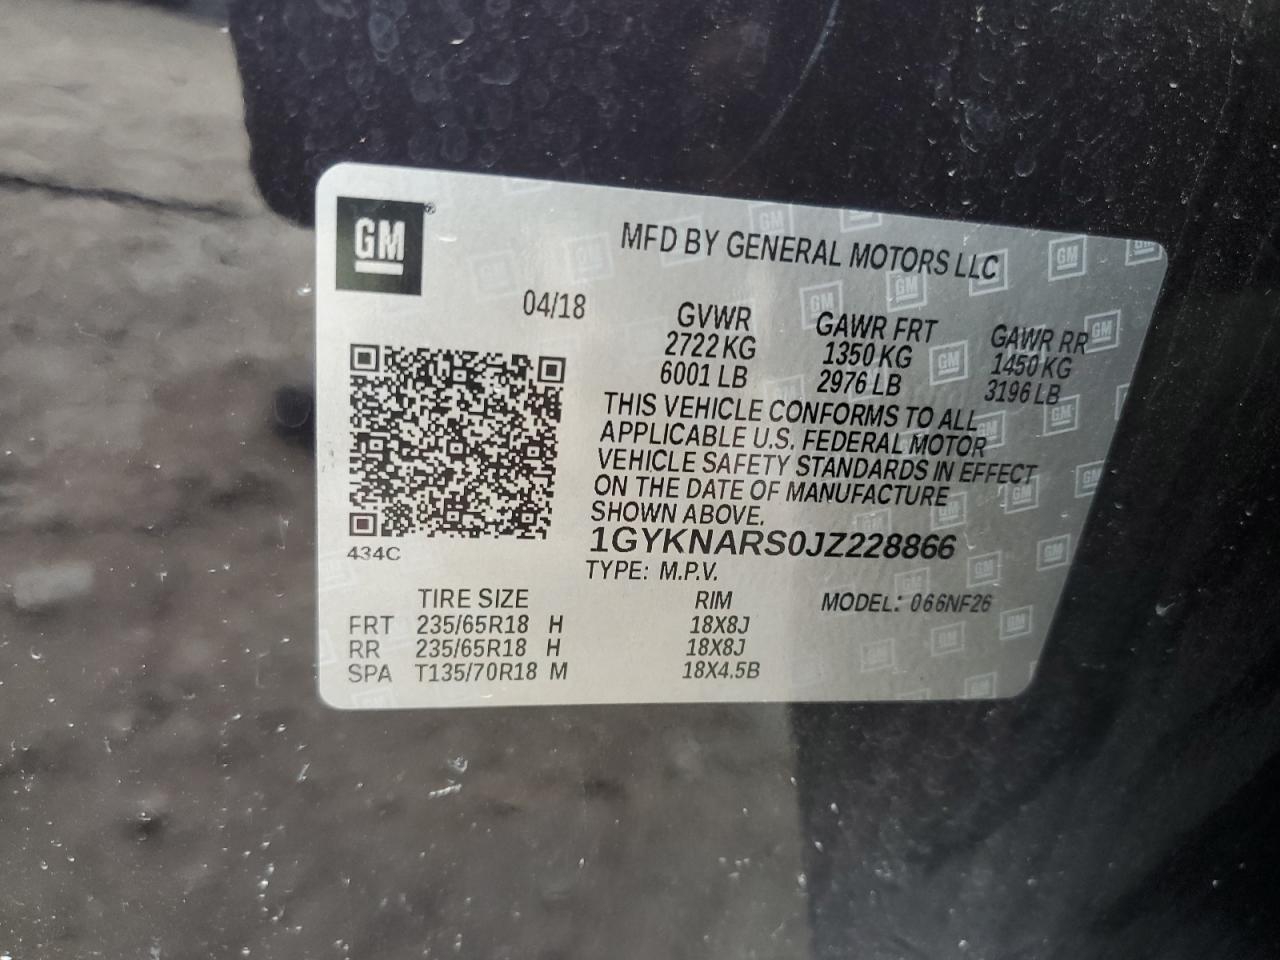 GM
MFD BY GENERAL MOTORS LLC
04/18
GVWR GAWR FRT GAWR RR
2722 KG 1350 KG 1450 KG
6001 LB 2976 LB 3196 LB
THIS VEHICLE CONFORMS TO ALL
APPLICABLE U.S. FEDERAL MOTOR
VEHICLE SAFETY STANDARDS IN EFFECT
ON THE DATE OF MANUFACTURE
SHOWN ABOVE.
434C
1GYKNARS0JZ228866
TYPE: M.P.V.
TIRE SIZE RIM MODEL: 066NF26
FRT 235/65R18 H 18X8J
RR 235/65R18 H 18X8J
SPA T135/70R18 M 18X4.5B